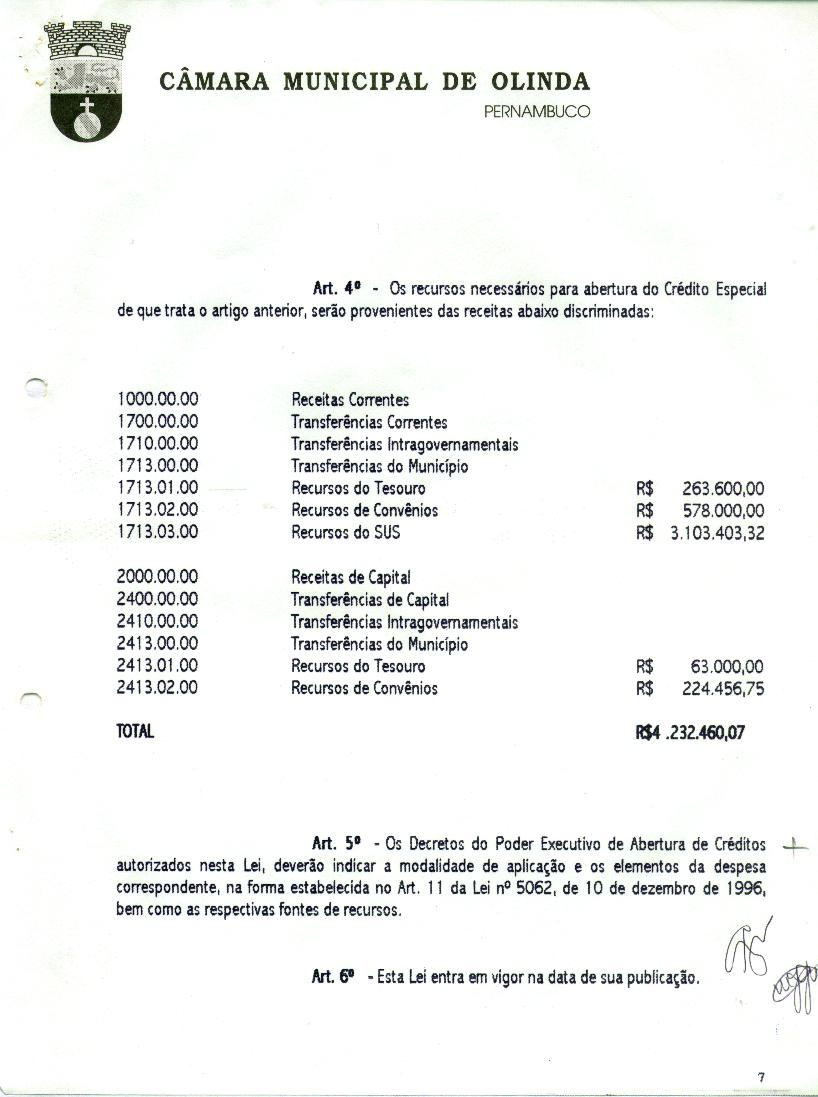 CÂMARA MUNICIPAL DE OLINDA
PERNAMBUCO
Art. 4º - Os recursos necessários para abertura do Crédito Especial
de que trata o artigo anterior, serão provenientes das receitas abaixo discriminadas:
1000.00.00 Receitas Correntes
1700.00.00 Transferências Correntes
1710.00.00 Transferências Intragovernamentais
1713.00.00 Transferências do Município
1713.01.00 Recursos do Tesouro R$ 263.600,00
1713.02.00 Recursos de Convênios R$ 578.000,00
1713.03.00 Recursos do SUS R$ 3.103.403,32
2000.00.00 Receitas de Capital
2400.00.00 Transferências de Capital
2410.00.00 Transferências Intragovernamentais
2413.00.00 Transferências do Município
2413.01.00 Recursos do Tesouro R$ 63.000,00
2413.02.00 Recursos de Convênios R$ 224.456,75
TOTAL R$4 .232.460,07
Art. 5º - Os Decretos do Poder Executivo de Abertura de Créditos
autorizados nesta Lei, deverão indicar a modalidade de aplicação e os elementos da despesa
correspondente, na forma estabelecida no Art. 11 da Lei nº 5062, de 10 de dezembro de 1996,
bem como as respectivas fontes de recursos.
Art. 6º - Esta Lei entra em vigor na data de sua publicação.
7